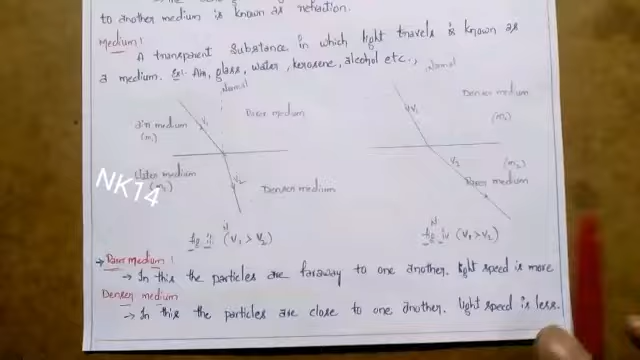 to another medium is known as refraction.
Medium :
A transparent substance in which light travels is known as
a medium. Ex:- Air, glass, water, kerosene, alcohol etc.,
Normal
Normal
Rarer medium
Denser medium
Air medium
(m₁)
V₁
V₁
(m₁)
Water medium
(m₂)
V₂
V₂
(m₂)
Rarer medium
Denser medium
NK14
fig (V₁ > V₂)
fig (V₁ > V₂)
→ Rarer medium :
→ In this the particles are faraway to one another. light speed is more
Denser medium
→ In this the particles are close to one another. Light speed is less.